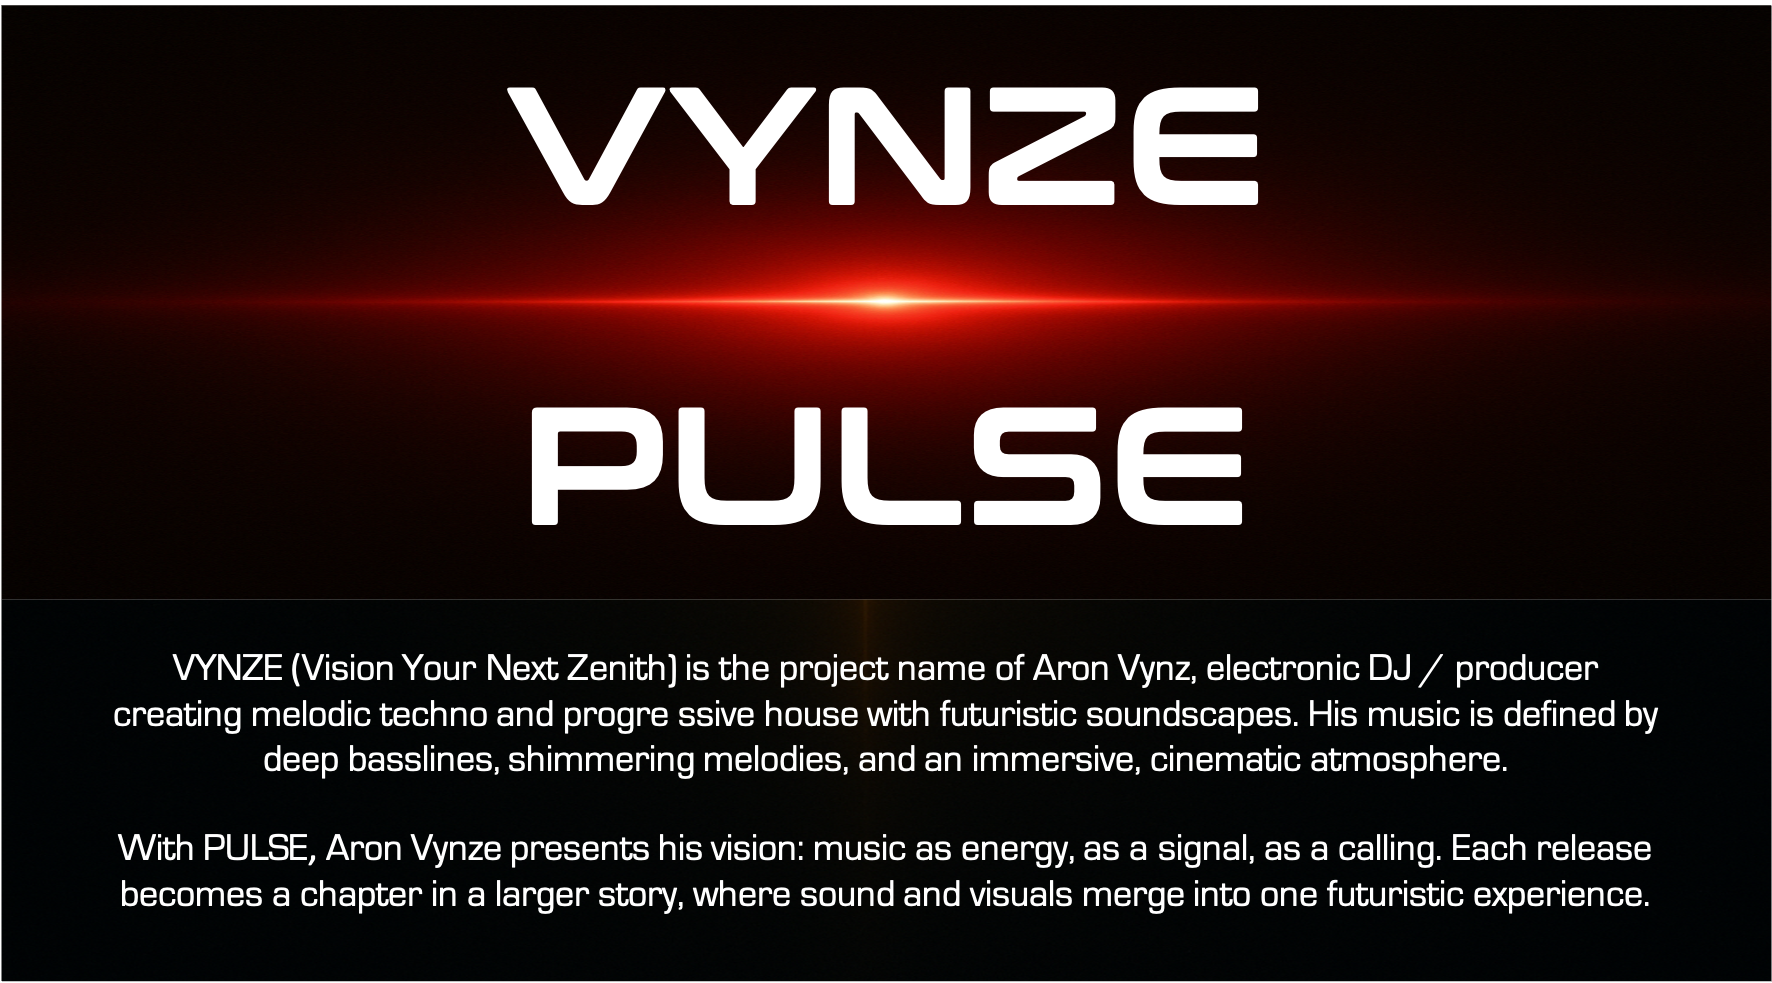 VYNZE
PULSE
VYNZE (Vision Your Next Zenith) is the project name of Aron Vynz, electronic DJ / producer
creating melodic techno and progre ssive house with futuristic soundscapes. His music is defined by
deep basslines, shimmering melodies, and an immersive, cinematic atmosphere.
With PULSE, Aron Vynze presents his vision: music as energy, as a signal, as a calling. Each release
becomes a chapter in a larger story, where sound and visuals merge into one futuristic experience.